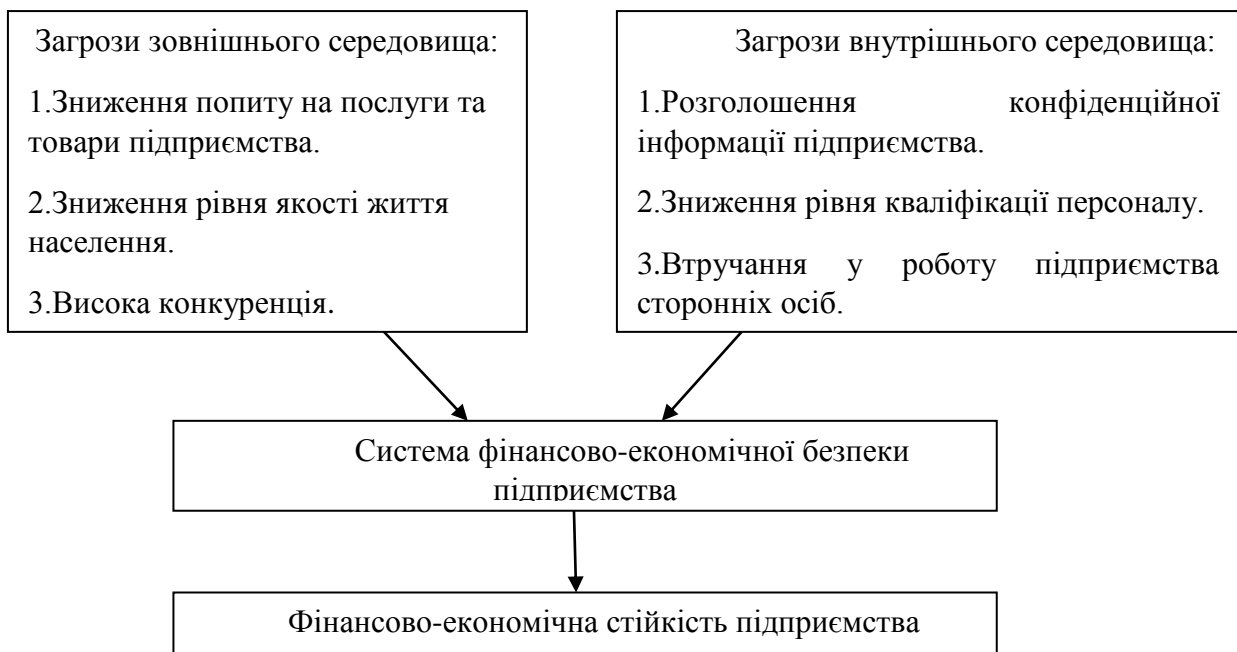 Загрози зовнішнього середовища:
1.Зниження попиту на послуги та
товари підприємства.
2.Зниження рівня якості життя
населення.
3.Висока конкуренція.
Загрози внутрішнього середовища:
1.Розголошення конфіденційної
інформації підприємства.
2.Зниження рівня кваліфікації персоналу.
3.Втручання у роботу підприємства
сторонніх осіб.
Система фінансово-економічної безпеки
підприємства
Фінансово-економічна стійкість підприємства